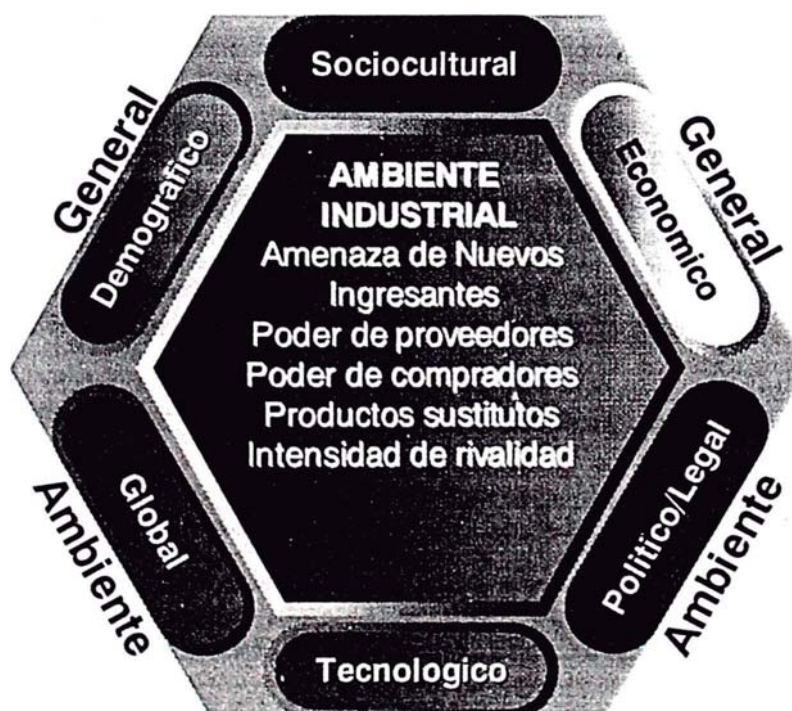 Sociocultural
General
General
Demografico
Economico
AMBIENTE
INDUSTRIAL
Amenaza de Nuevos
Ingresantes
Poder de proveedores
Poder de compradores
Productos sustitutos
Intensidad de rivalidad
Global
Politico/Legal
Ambiente
Ambiente
Tecnologico